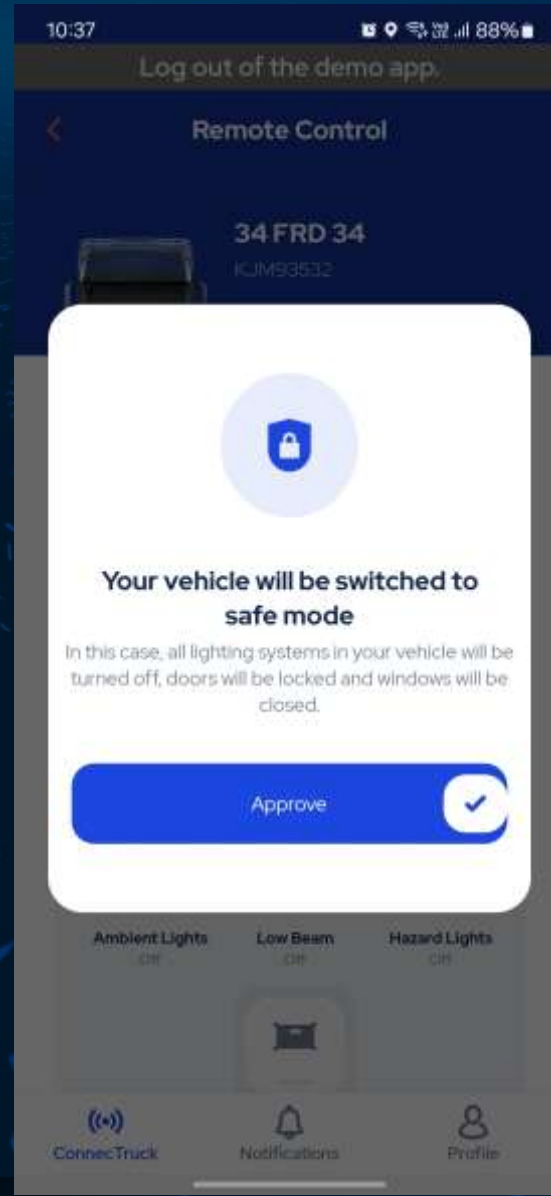 10:37
88%
Log out of the demo app.
Remote Control
34 FRD 34
KJM93532
Your vehicle will be switched to
safe mode
In this case, all lighting systems in your vehicle will be
turned off, doors will be locked and windows will be
closed.
Approve
Ambient Lights Low Beam Hazard Lights
Off Off Off
ConnecTruck Notifications Profile